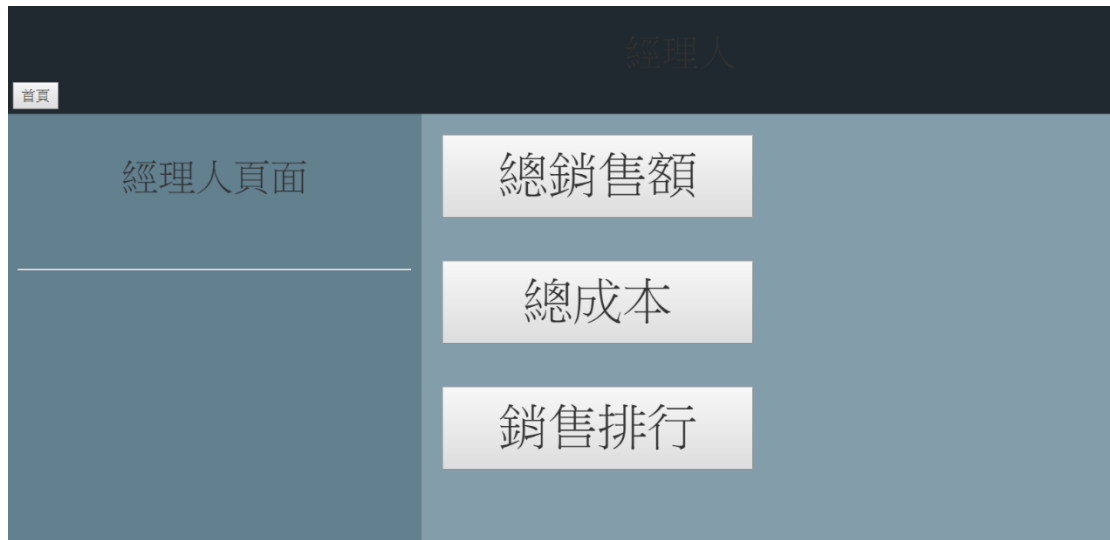 經理人
首頁
經理人頁面
總銷售額
總成本
銷售排行